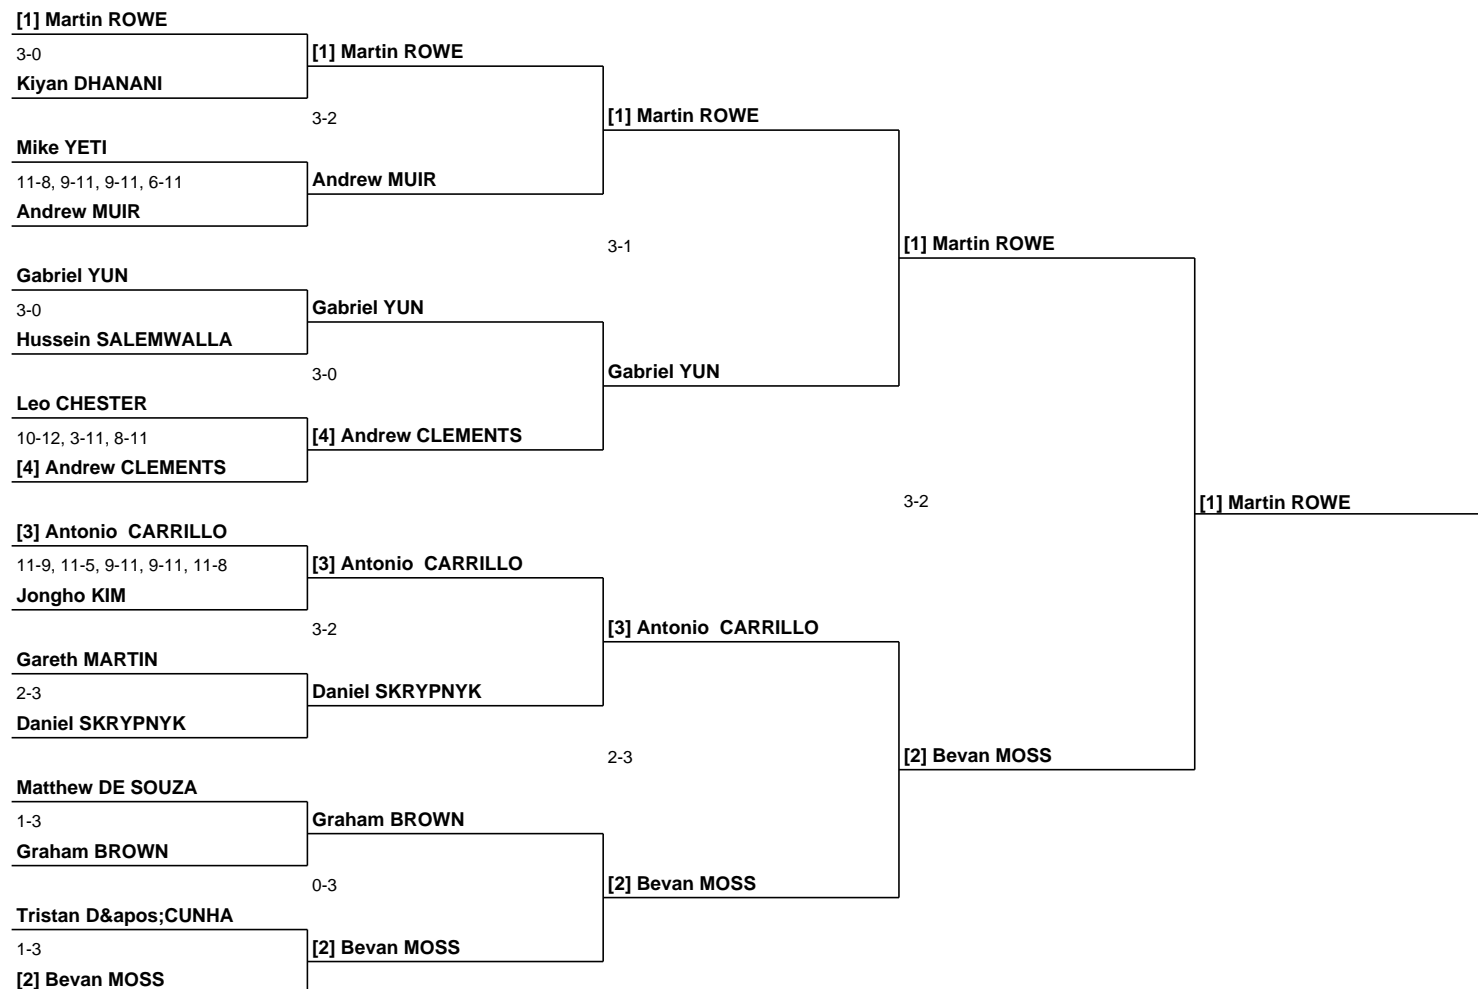 [1] Martin ROWE
3-0
Kiyan DHANANI
Mike YETI
11-8, 9-11, 9-11, 6-11
Andrew MUIR
Gabriel YUN
3-0
Hussein SALEMWALLA
Leo CHESTER
10-12, 3-11, 8-11
[4] Andrew CLEMENTS
[3] Antonio  CARRILLO
11-9, 11-5, 9-11, 9-11, 11-8
Jongho KIM
Gareth MARTIN
2-3
Daniel SKRYPNYK
Matthew DE SOUZA
1-3
Graham BROWN
Tristan D&apos;CUNHA
1-3
[2] Bevan MOSS
[1] Martin ROWE
3-2
Andrew MUIR
Gabriel YUN
3-0
[4] Andrew CLEMENTS
[3] Antonio  CARRILLO
3-2
Daniel SKRYPNYK
Graham BROWN
0-3
[2] Bevan MOSS
[1] Martin ROWE
3-1
Gabriel YUN
[3] Antonio  CARRILLO
2-3
[2] Bevan MOSS
[1] Martin ROWE
3-2
[2] Bevan MOSS
[1] Martin ROWE